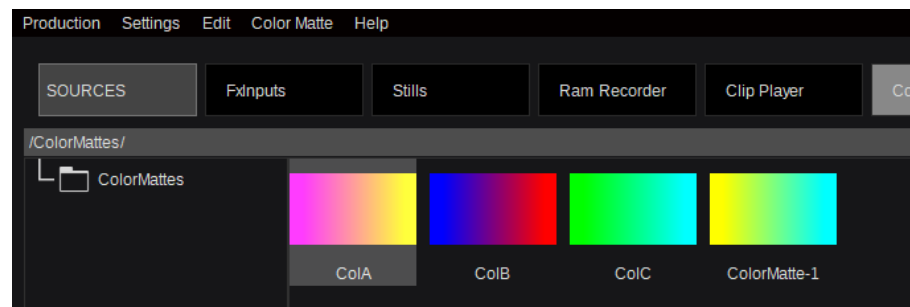 Production Settings Edit Color Matte Help
SOURCES FxInputs Stills Ram Recorder Clip Player
/ColorMattes/
ColorMattes
ColA ColB ColC ColorMatte-1